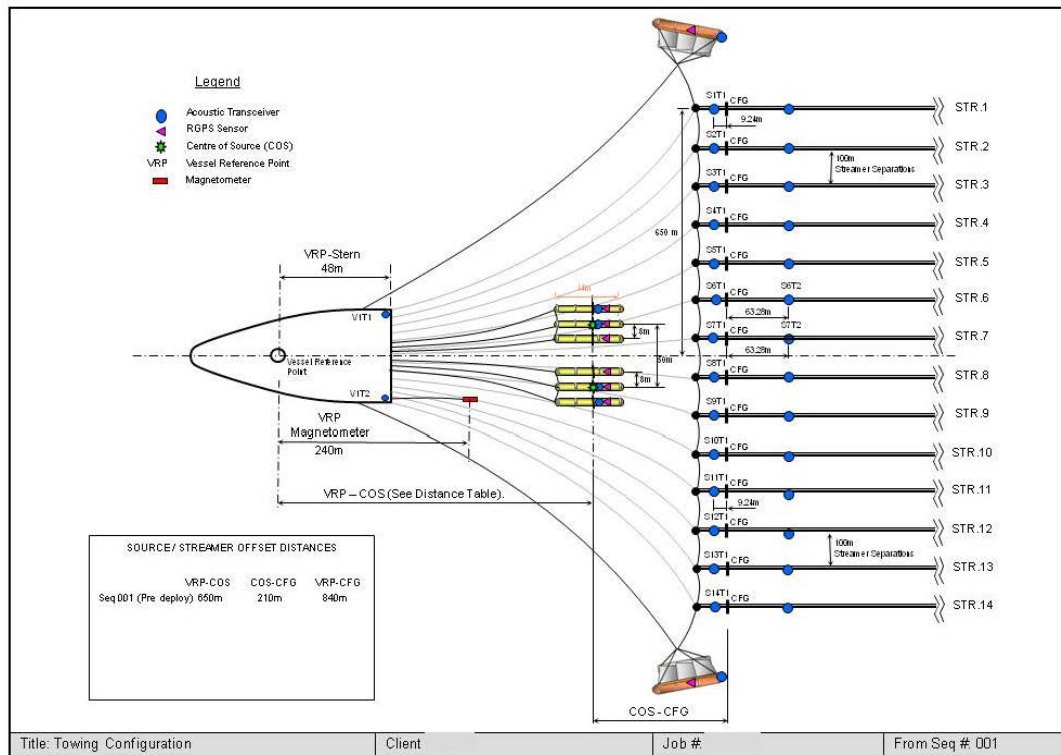 Legend
Acoustic Transceiver
RGPS Sensor
Centre of Source (COS)
VRP Vessel Reference Point
Magnetometer
S1T1 CFG STR.1
9.24m
S2T1 CFG STR.2
100m
Streamer Separations
S3T1 CFG STR.3
S4T1 CFG STR.4
650 m
S5T1 CFG STR.5
VRP-Stern
48m
14m
S6T1 CFG S6T2 STR.6
63.28m
V1T1
8m
S7T1 CFG S7T2 STR.7
63.28m
50m
Vessel Reference
Point
8m
S8T1 CFG STR.8
V1T2
S9T1 CFG STR.9
VRP
Magnetometer
240m
S10T1 CFG STR.10
S11T1 CFG STR.11
9.24m
VRP - COS (See Distance Table).
S12T1 CFG STR.12
100m
Streamer Separations
S13T1 CFG STR.13
S14T1 CFG STR.14
SOURCE / STREAMER OFFSET DISTANCES
VRP-COS COS-CFG VRP-CFG
Seq001 (Pre deploy) 650m 210m 840m
COS-CFG
Title: Towing Configuration
Client
Job #:
From Seq #: 001